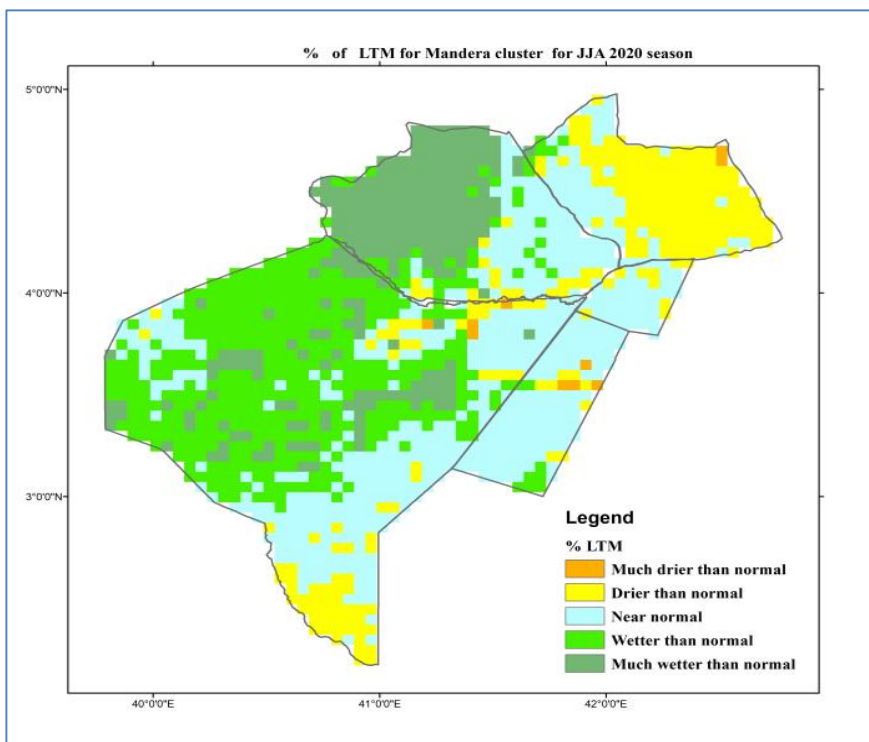 % of LTM for Mandera cluster for JJA 2020 season
5°0'0"N
4°0'0"N
3°0'0"N
Legend
% LTM
Much drier than normal
Drier than normal
Near normal
Wetter than normal
Much wetter than normal
40°0'0"E
41°0'0"E
42°0'0"E